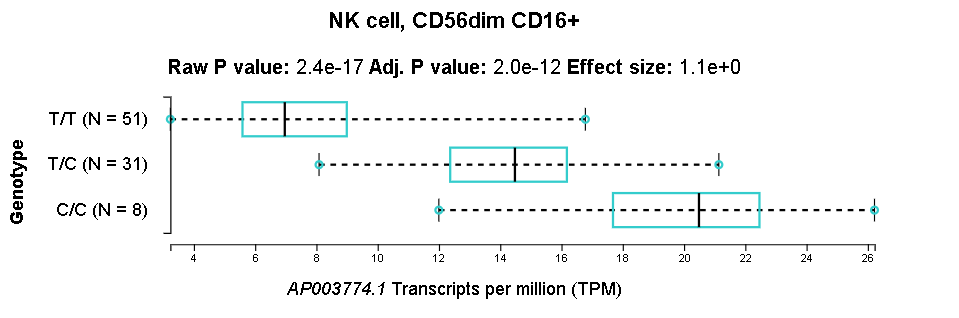 NK cell, CD56dim CD16+
Raw P value: 2.4e-17 Adj. P value: 2.0e-12 Effect size: 1.1e+0
Genotype
T/T (N = 51)
T/C (N = 31)
C/C (N = 8)
4 6 8 10 12 14 16 18 20 22 24 26
AP003774.1 Transcripts per million (TPM)